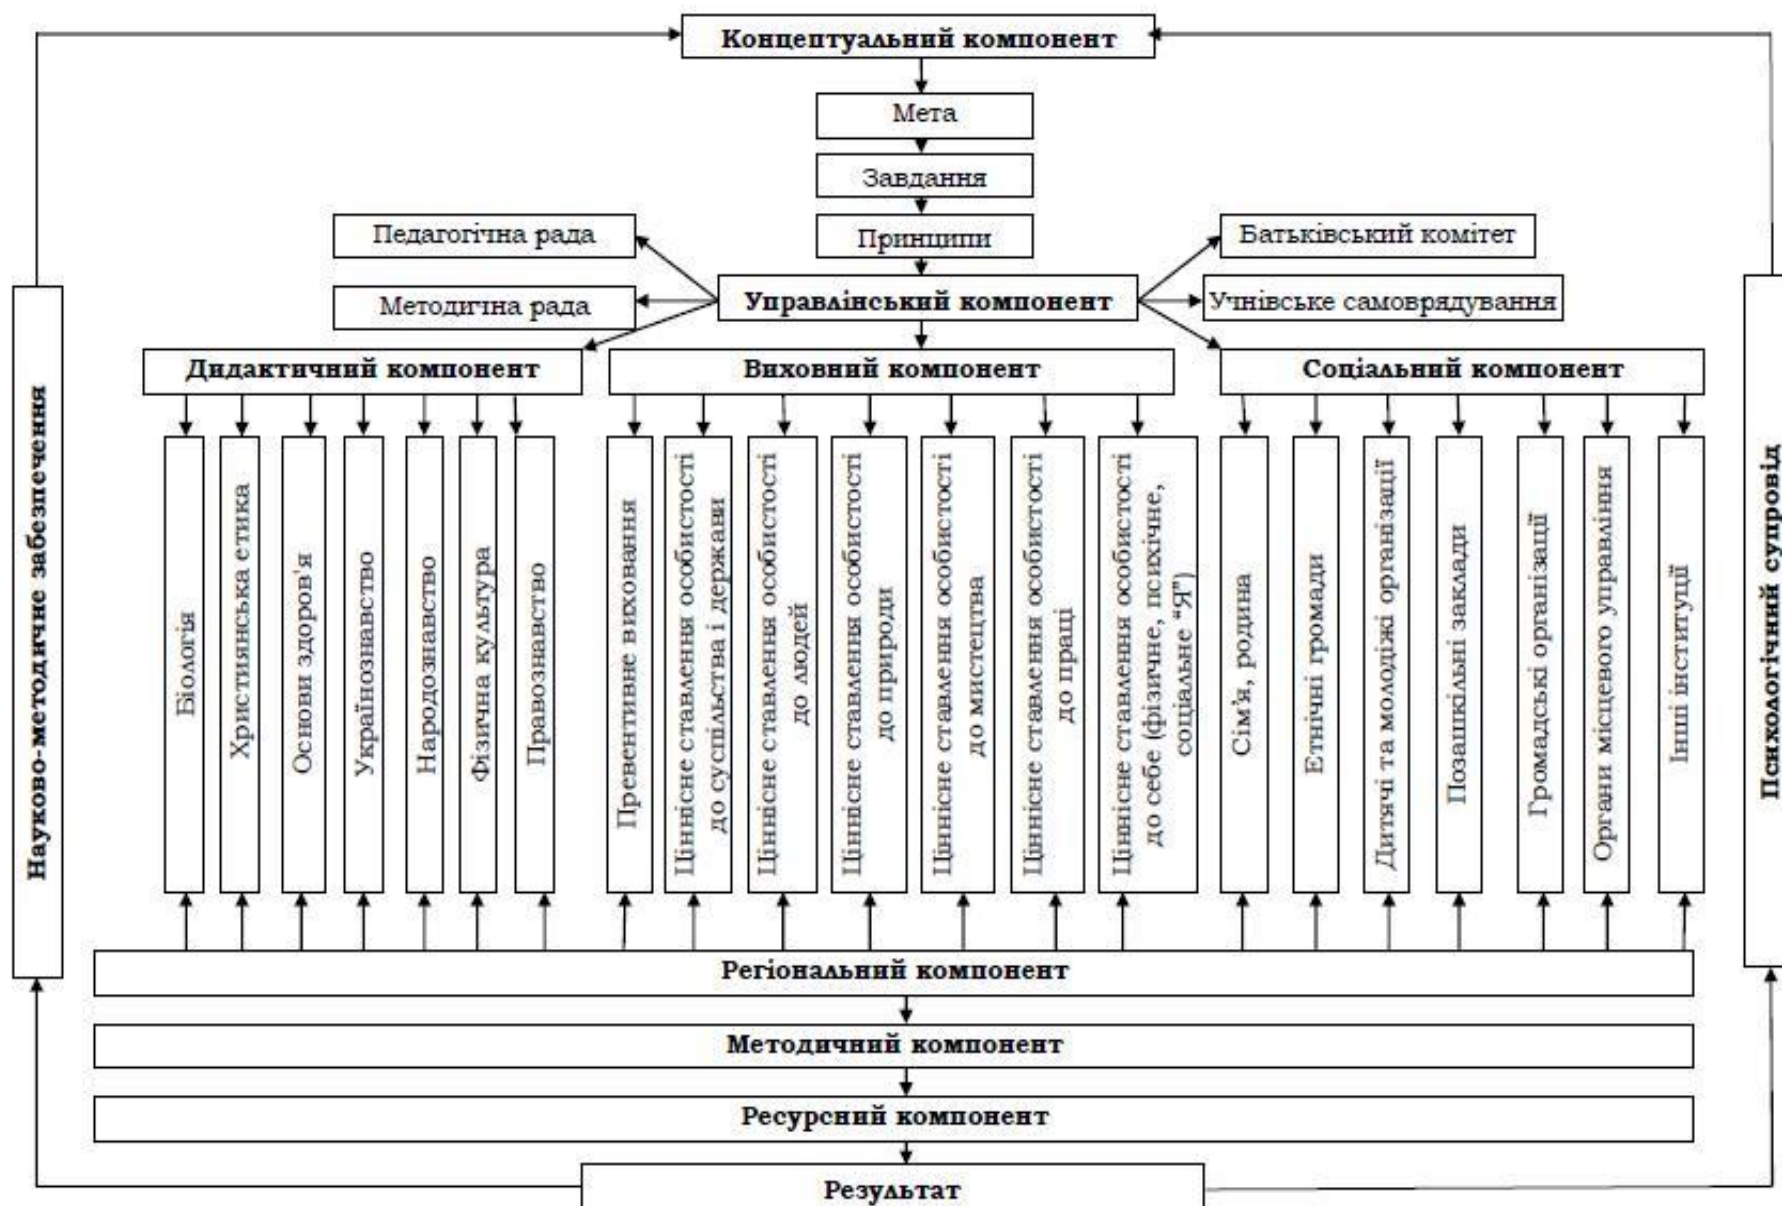 Концептуальний компонент
Мета
Завдання
Принципи
Педагогічна рада
Методична рада
Управлінський компонент
Батьківський комітет
Учнівське самоврядування
Науково-методичне забезпечення
Дидактичний компонент
Біологія
Християнська етика
Основи здоров'я
Українознавство
Народознавство
Фізична культура
Правознавство
Виховний компонент
Превентивне виховання
Ціннісне ставлення особистості
до суспільства і держави
Ціннісне ставлення особистості
до людей
Ціннісне ставлення особистості
до природи
Ціннісне ставлення особистості
до мистецтва
Ціннісне ставлення особистості
до праці
Ціннісне ставлення особистості
до себе (фізичне, психічне,
соціальне “Я”)
Соціальний компонент
Сім’я, родина
Етнічні громади
Дитячі та молодіжі організації
Позашкільні заклади
Громадські організації
Органи місцевого управління
Інші інституції
Психологічний супровід
Регіональний компонент
Методичний компонент
Ресурсний компонент
Результат